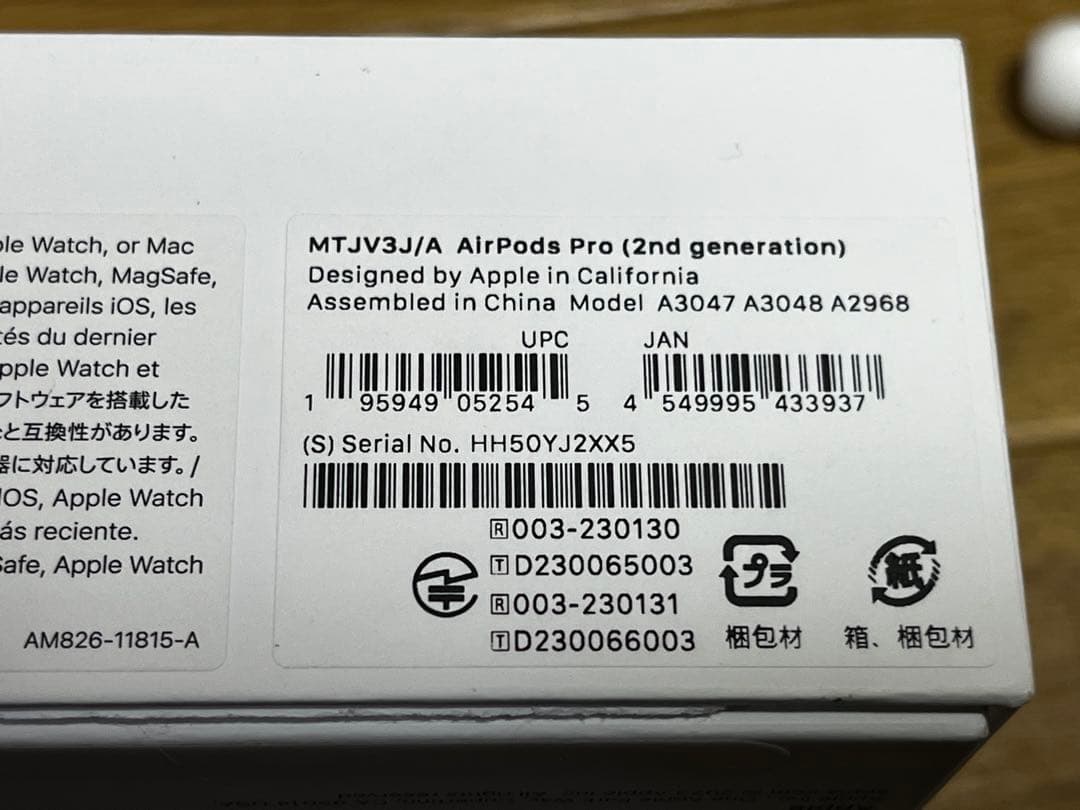 ple Watch, or Mac
le Watch, MagSafe,
appareils iOS, les
tés du dernier
pple Watch et
フトウェアを搭載した
と互換性があります。
器に対応しています。/
iOS, Apple Watch
ás reciente.
Safe, Apple Watch
AM826-11815-A
MTJV3J/A AirPods Pro (2nd generation)
Designed by Apple in California
Assembled in China Model A3047 A3048 A2968
UPC JAN
1 95949 05254 5 4 549995 433937
(S) Serial No. HH50YJ2XX5
R 003-230130
T D230065003
R 003-230131
T D230066003
プラ
梱包材
紙
箱、梱包材